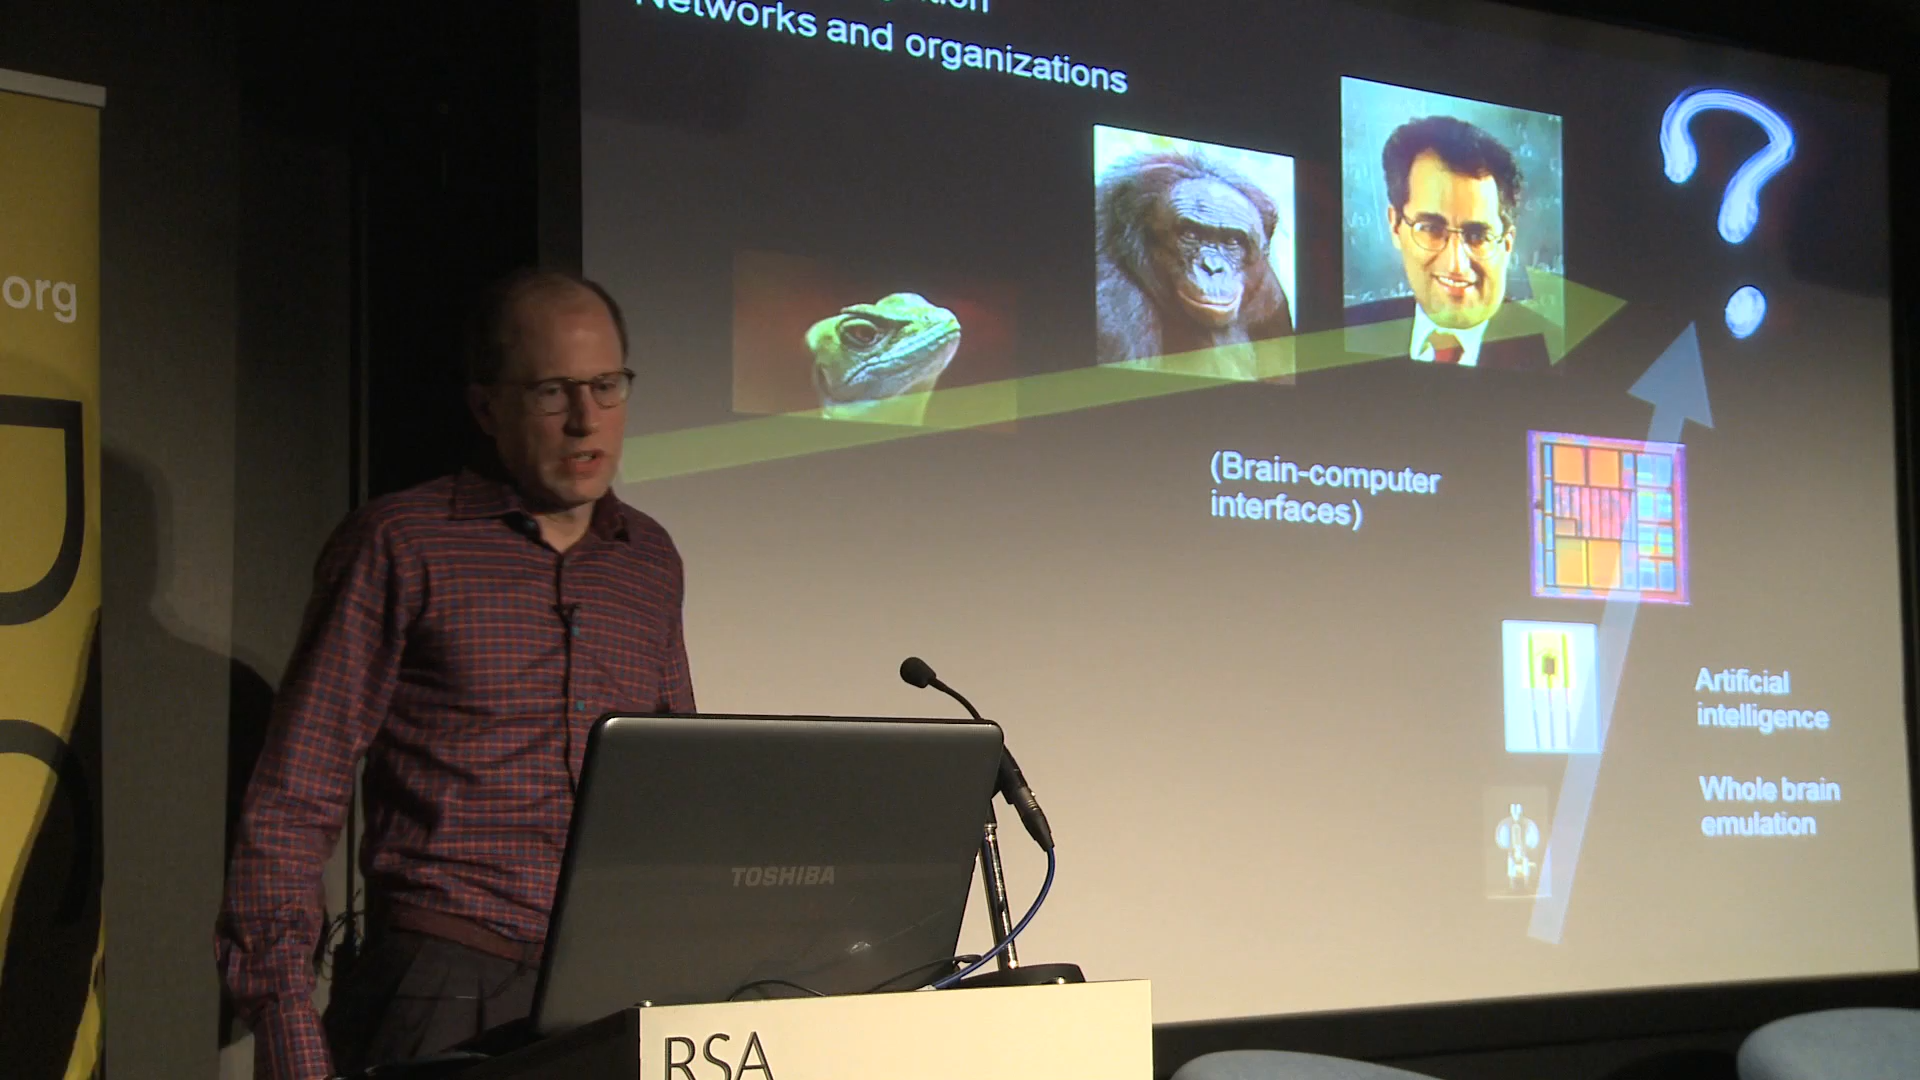 Networks and organizations
org
(Brain-computer
interfaces)
Artificial
intelligence
Whole brain
emulation
TOSHIBA
RSA